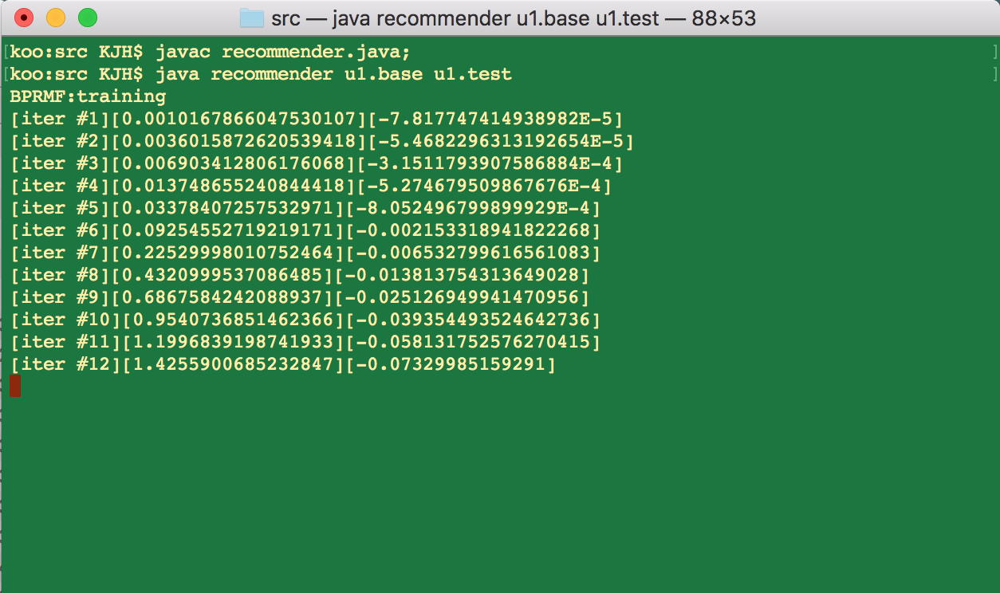 src — java recommender u1.base u1.test — 88×53
[koo:src KJH$ javac recommender.java; ]
[koo:src KJH$ java recommender u1.base u1.test ]
BPRMF:training
[iter #1][0.0010167866047530107][-7.817747414938982E-5]
[iter #2][0.0036015872620539418][-5.4682296313192654E-5]
[iter #3][0.006903412806176068][-3.1511793907586884E-4]
[iter #4][0.013748655240844418][-5.274679509867676E-4]
[iter #5][0.03378407257532971][-8.052496799899929E-4]
[iter #6][0.09254552719219171][-0.002153318941822268]
[iter #7][0.22529998010752464][-0.006532799616561083]
[iter #8][0.4320999537086485][-0.013813754313649028]
[iter #9][0.6867584242088937][-0.025126949941470956]
[iter #10][0.9540736851462366][-0.039354493524642736]
[iter #11][1.1996839198741933][-0.058131752576270415]
[iter #12][1.4255900685232847][-0.07329985159291]